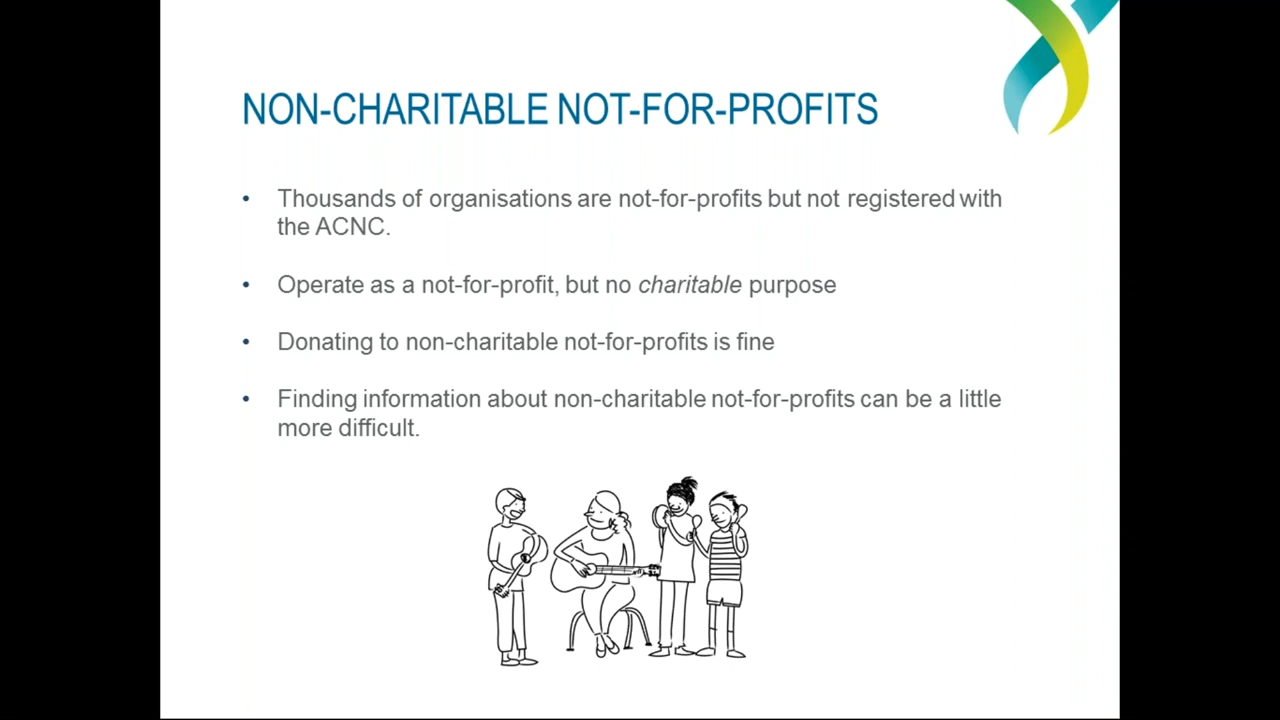 NON-CHARITABLE NOT-FOR-PROFITS
• Thousands of organisations are not-for-profits but not registered with
the ACNC.
• Operate as a not-for-profit, but no charitable purpose
• Donating to non-charitable not-for-profits is fine
• Finding information about non-charitable not-for-profits can be a little
more difficult.